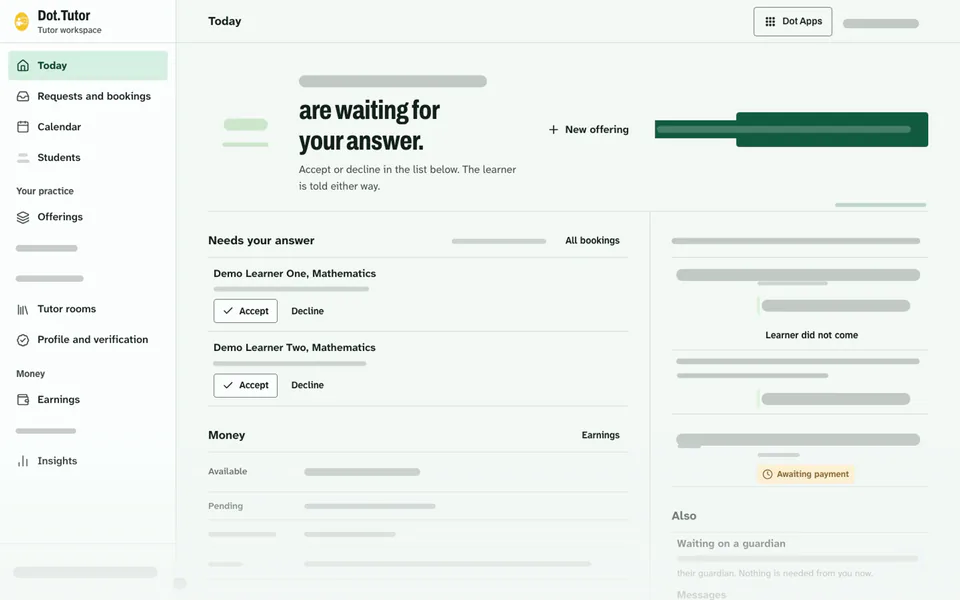 Dot.Tutor
Tutor workspace
Today
Requests and bookings
Calendar
Students
Your practice
Offerings
Tutor rooms
Profile and verification
Money
Earnings
Insights
Today
Dot Apps
are waiting for
your answer.
Accept or decline in the list below. The learner
is told either way.
New offering
Needs your answer
All bookings
Demo Learner One, Mathematics
Accept
Decline
Demo Learner Two, Mathematics
Accept
Decline
Money
Earnings
Available
Pending
Learner did not come
Awaiting payment
Also
Waiting on a guardian
their guardian. Nothing is needed from you now.
Messages